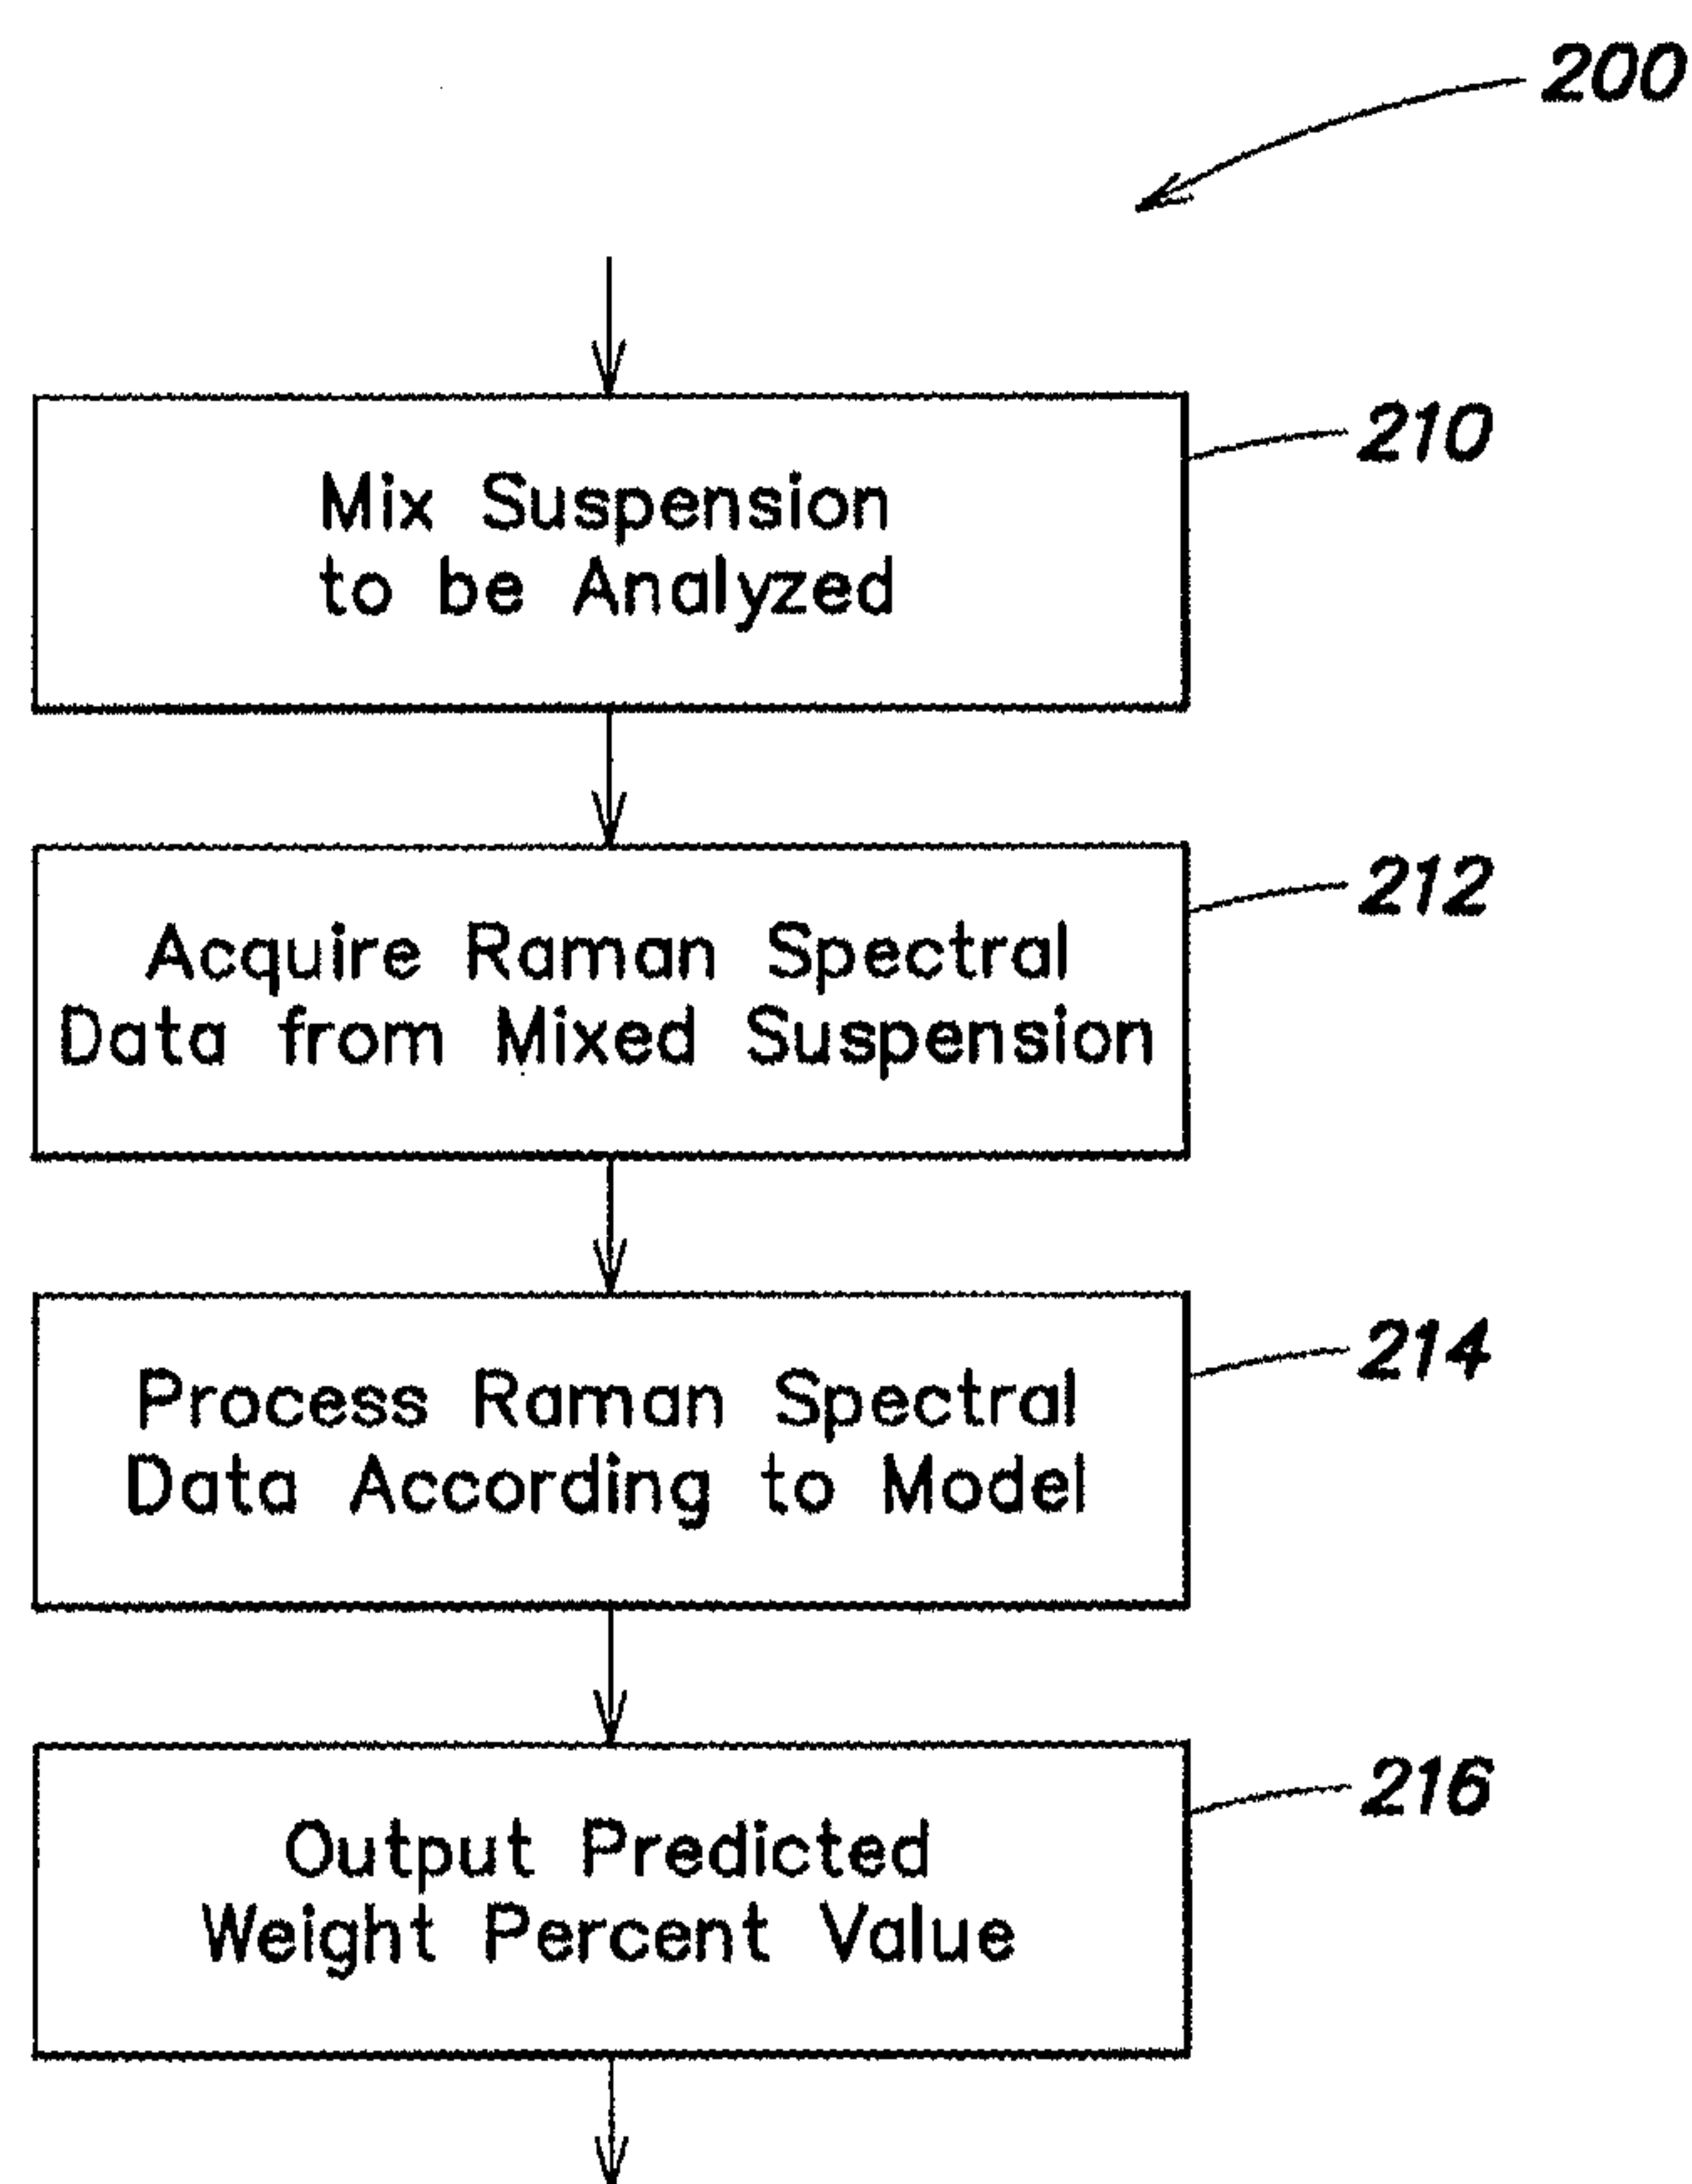 200
210
Mix Suspension
to be Analyzed
212
Acquire Raman Spectral
Data from Mixed Suspension
214
Process Raman Spectral
Data According to Model
216
Output Predicted
Weight Percent Value